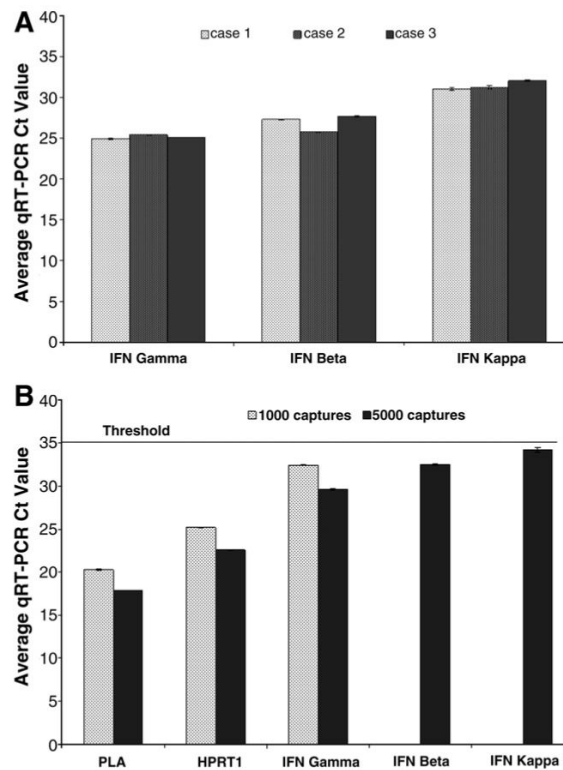 A
case 1 case 2 case 3
Average qRT-PCR Ct Value
40
35
30
25
20
15
10
5
0
IFN Gamma IFN Beta IFN Kappa
B
1000 captures 5000 captures
Threshold
Average qRT-PCR Ct Value
40
35
30
25
20
15
10
5
0
PLA HPRT1 IFN Gamma IFN Beta IFN Kappa